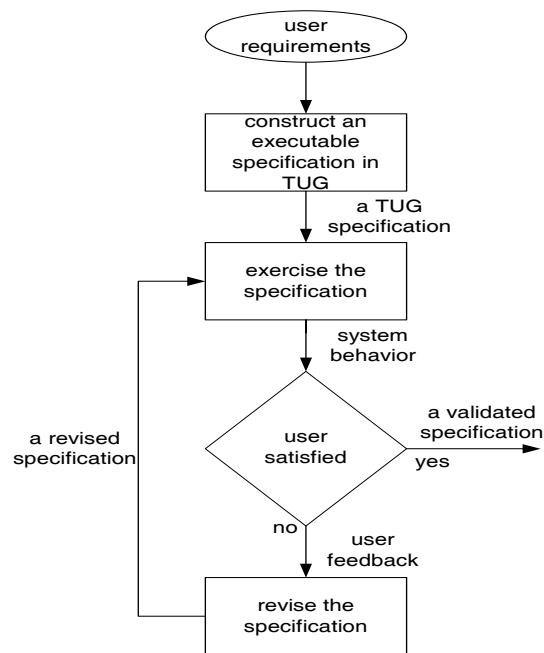 user
requirements
construct an
executable
specification in
TUG
a TUG
specification
exercise the
specification
system
behavior
a revised
specification
user
satisfied
a validated
specification
yes
no
user
feedback
revise the
specification